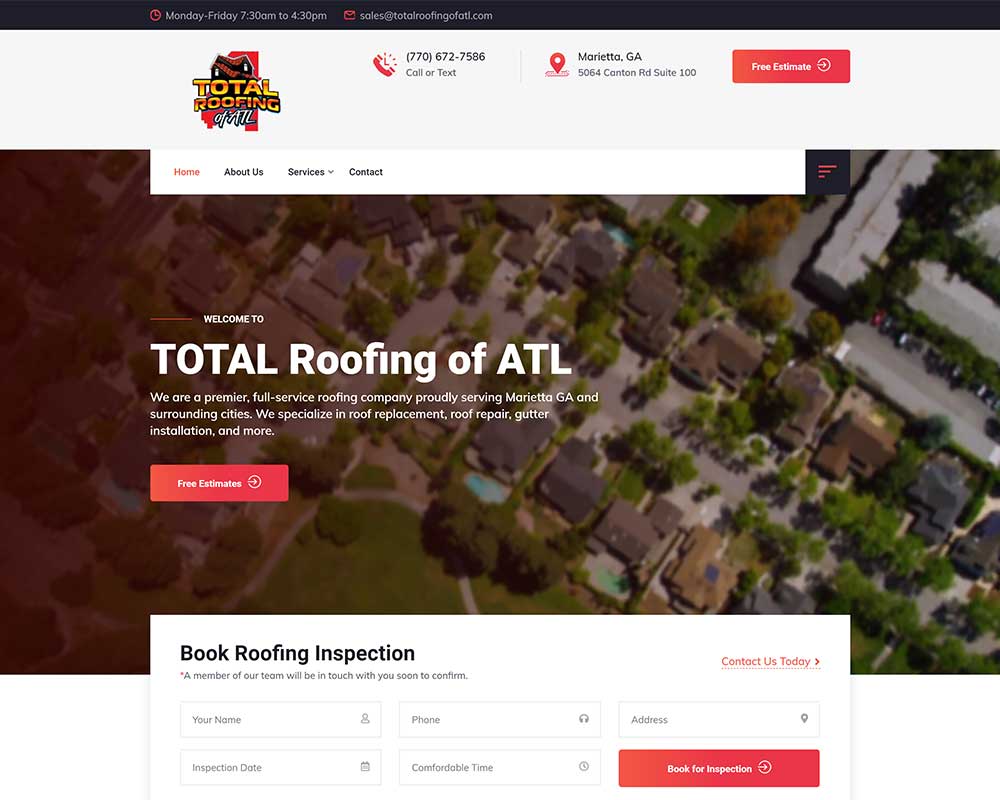 Monday-Friday 7:30am to 4:30pm
sales@totalroofingofatl.com
TOTAL
ROOFING
of ATL
(770) 672-7586
Call or Text
Marietta, GA
5064 Canton Rd Suite 100
Free Estimate
Home
About Us
Services
Contact
WELCOME TO
TOTAL Roofing of ATL
We are a premier, full-service roofing company proudly serving Marietta GA and
surrounding cities. We specialize in roof replacement, roof repair, gutter
installation, and more.
Free Estimates
Book Roofing Inspection
*A member of our team will be in touch with you soon to confirm.
Contact Us Today
Your Name
Phone
Address
Inspection Date
Comfordable Time
Book for Inspection